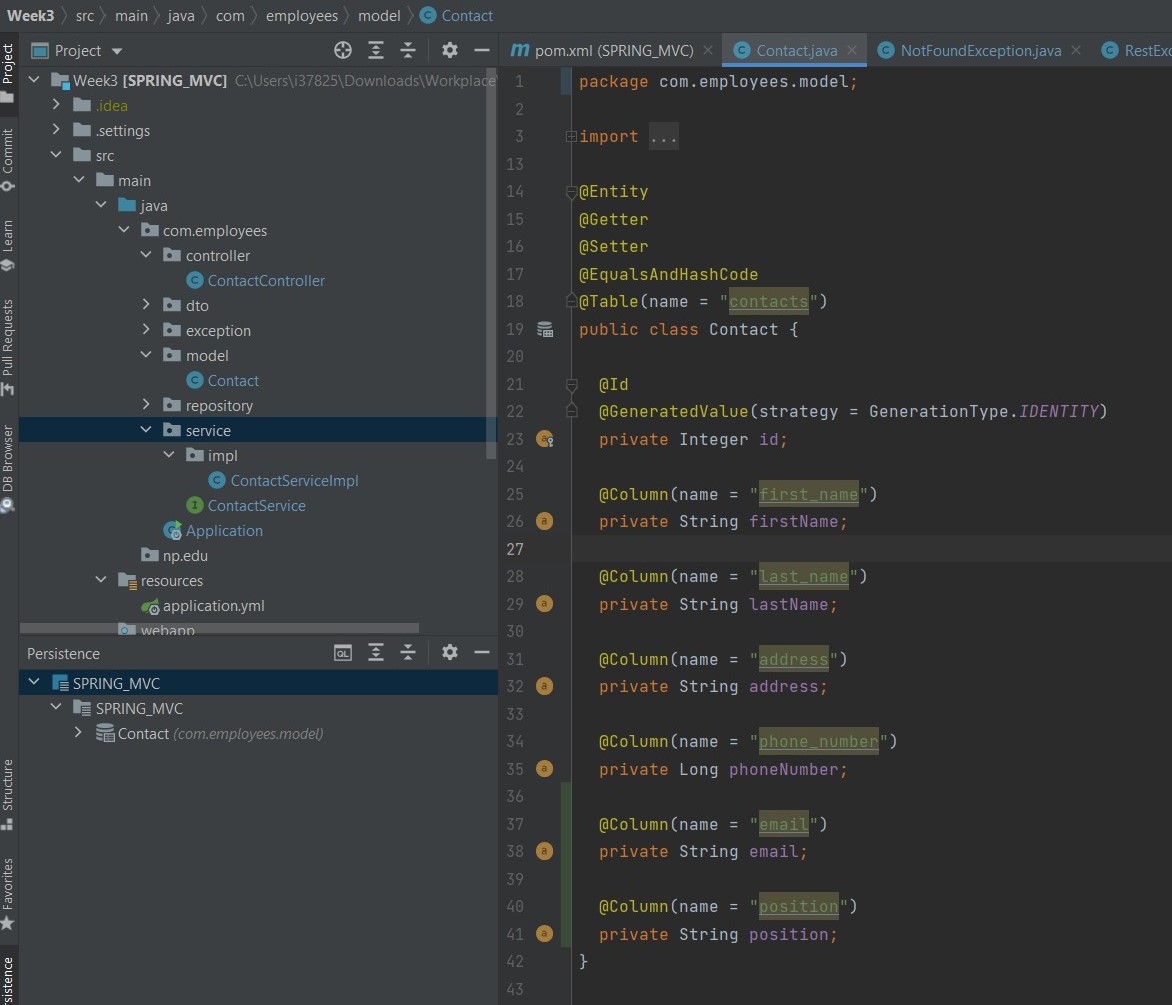 Week3 src main java com employees model Contact
Project
pom.xml (SPRING_MVC)
Contact.java
NotFoundException.java
RestExc
Project
Commit
Learn
Pull Requests
DB Browser
Structure
Favorites
sistence
Week3 [SPRING_MVC] C:\Users\i37825\Downloads\Workplace
.idea
.settings
src
main
java
com.employees
controller
ContactController
dto
exception
model
Contact
repository
service
impl
ContactServiceImpl
ContactService
Application
np.edu
resources
application.yml
webapp
Persistence
SPRING_MVC
SPRING_MVC
Contact (com.employees.model)
1 package com.employees.model;
2
3 import ...
13
14 @Entity
15 @Getter
16 @Setter
17 @EqualsAndHashCode
18 @Table(name = "contacts")
19 public class Contact {
20
21 @Id
22 @GeneratedValue(strategy = GenerationType.IDENTITY)
23 private Integer id;
24
25 @Column(name = "first_name")
26 private String firstName;
27
28 @Column(name = "last_name")
29 private String lastName;
30
31 @Column(name = "address")
32 private String address;
33
34 @Column(name = "phone_number")
35 private Long phoneNumber;
36
37 @Column(name = "email")
38 private String email;
39
40 @Column(name = "position")
41 private String position;
42 }
43